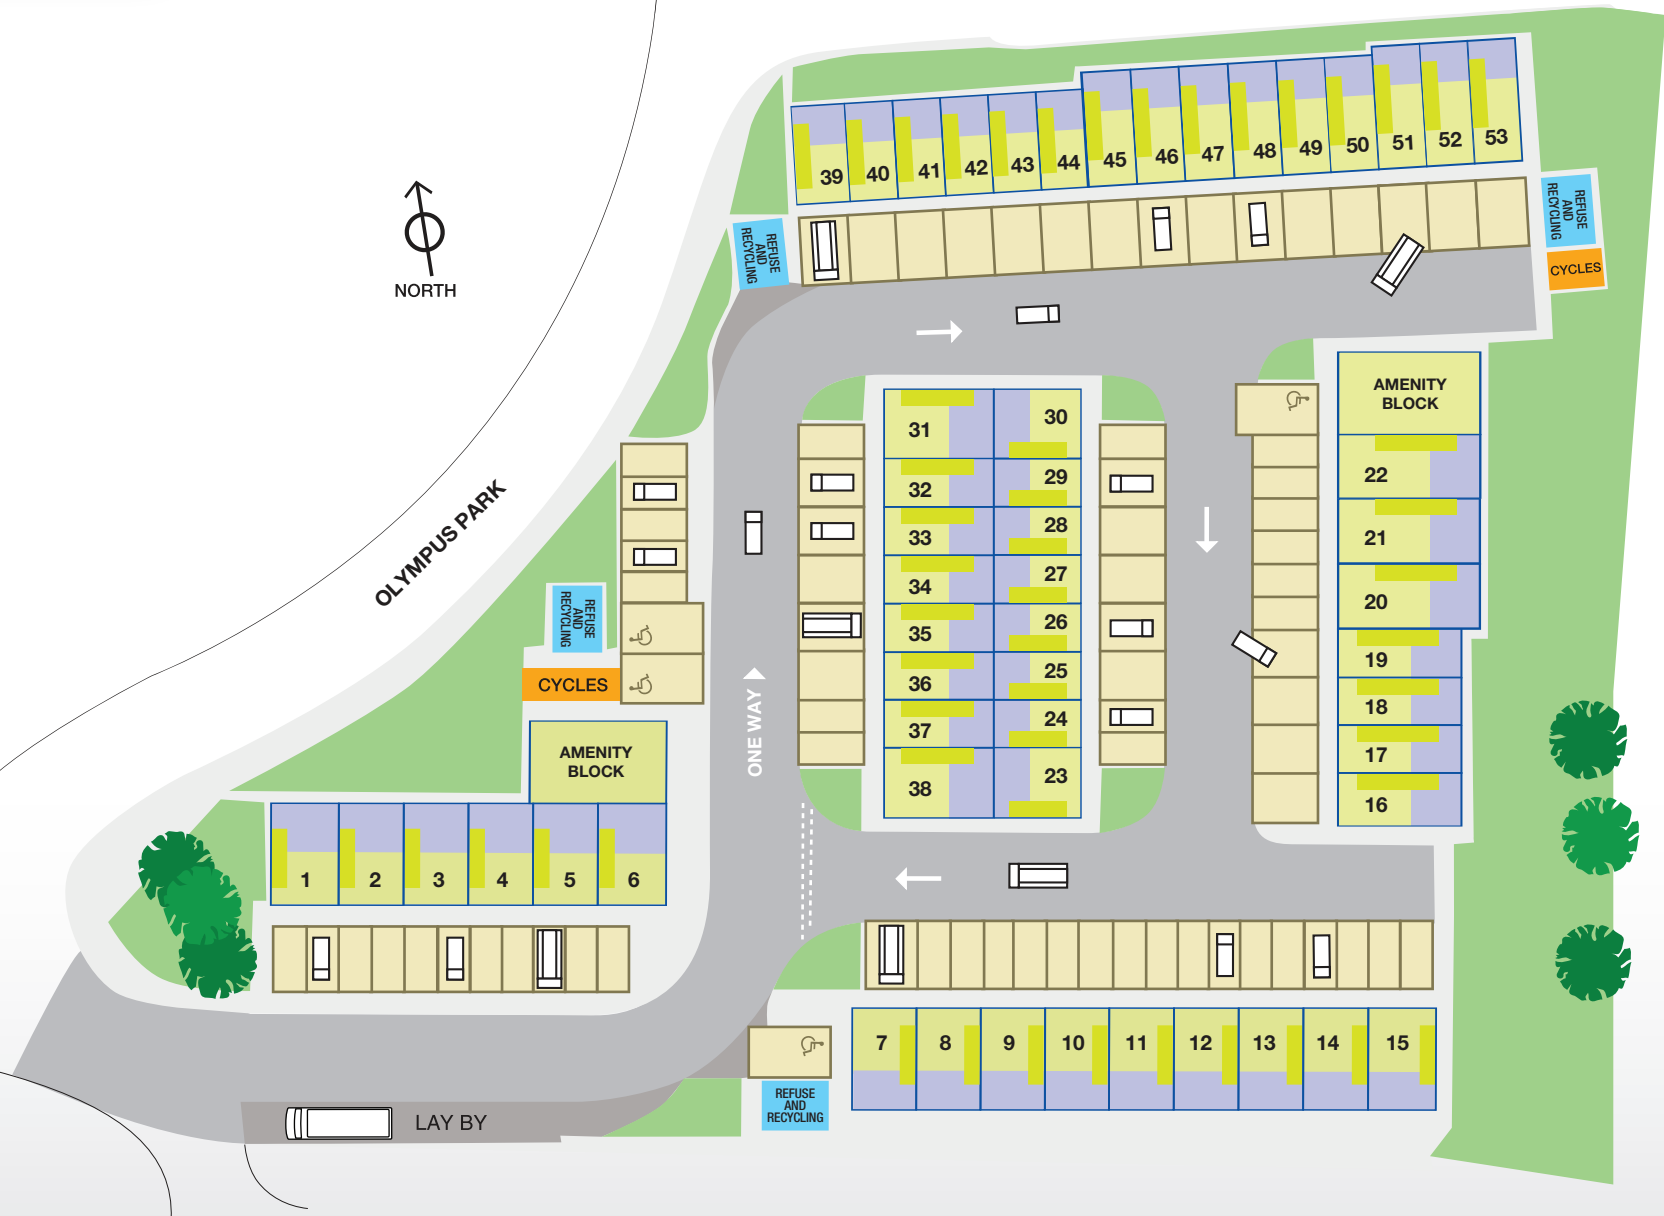 39
40
41
42
43
44
45
46
47
48
49
50
51
52
53
REFUSE
AND
RECYCLING
REFUSE
AND
RECYCLING
CYCLES
NORTH
AMENITY
BLOCK
31
30
32
29
33
28
34
27
35
26
36
25
37
24
38
23
22
21
20
19
18
17
16
OLYMPUS PARK
REFUSE
AND
RECYCLING
CYCLES
ONE WAY
AMENITY
BLOCK
1
2
3
4
5
6
7
8
9
10
11
12
13
14
15
REFUSE
AND
RECYCLING
LAY BY